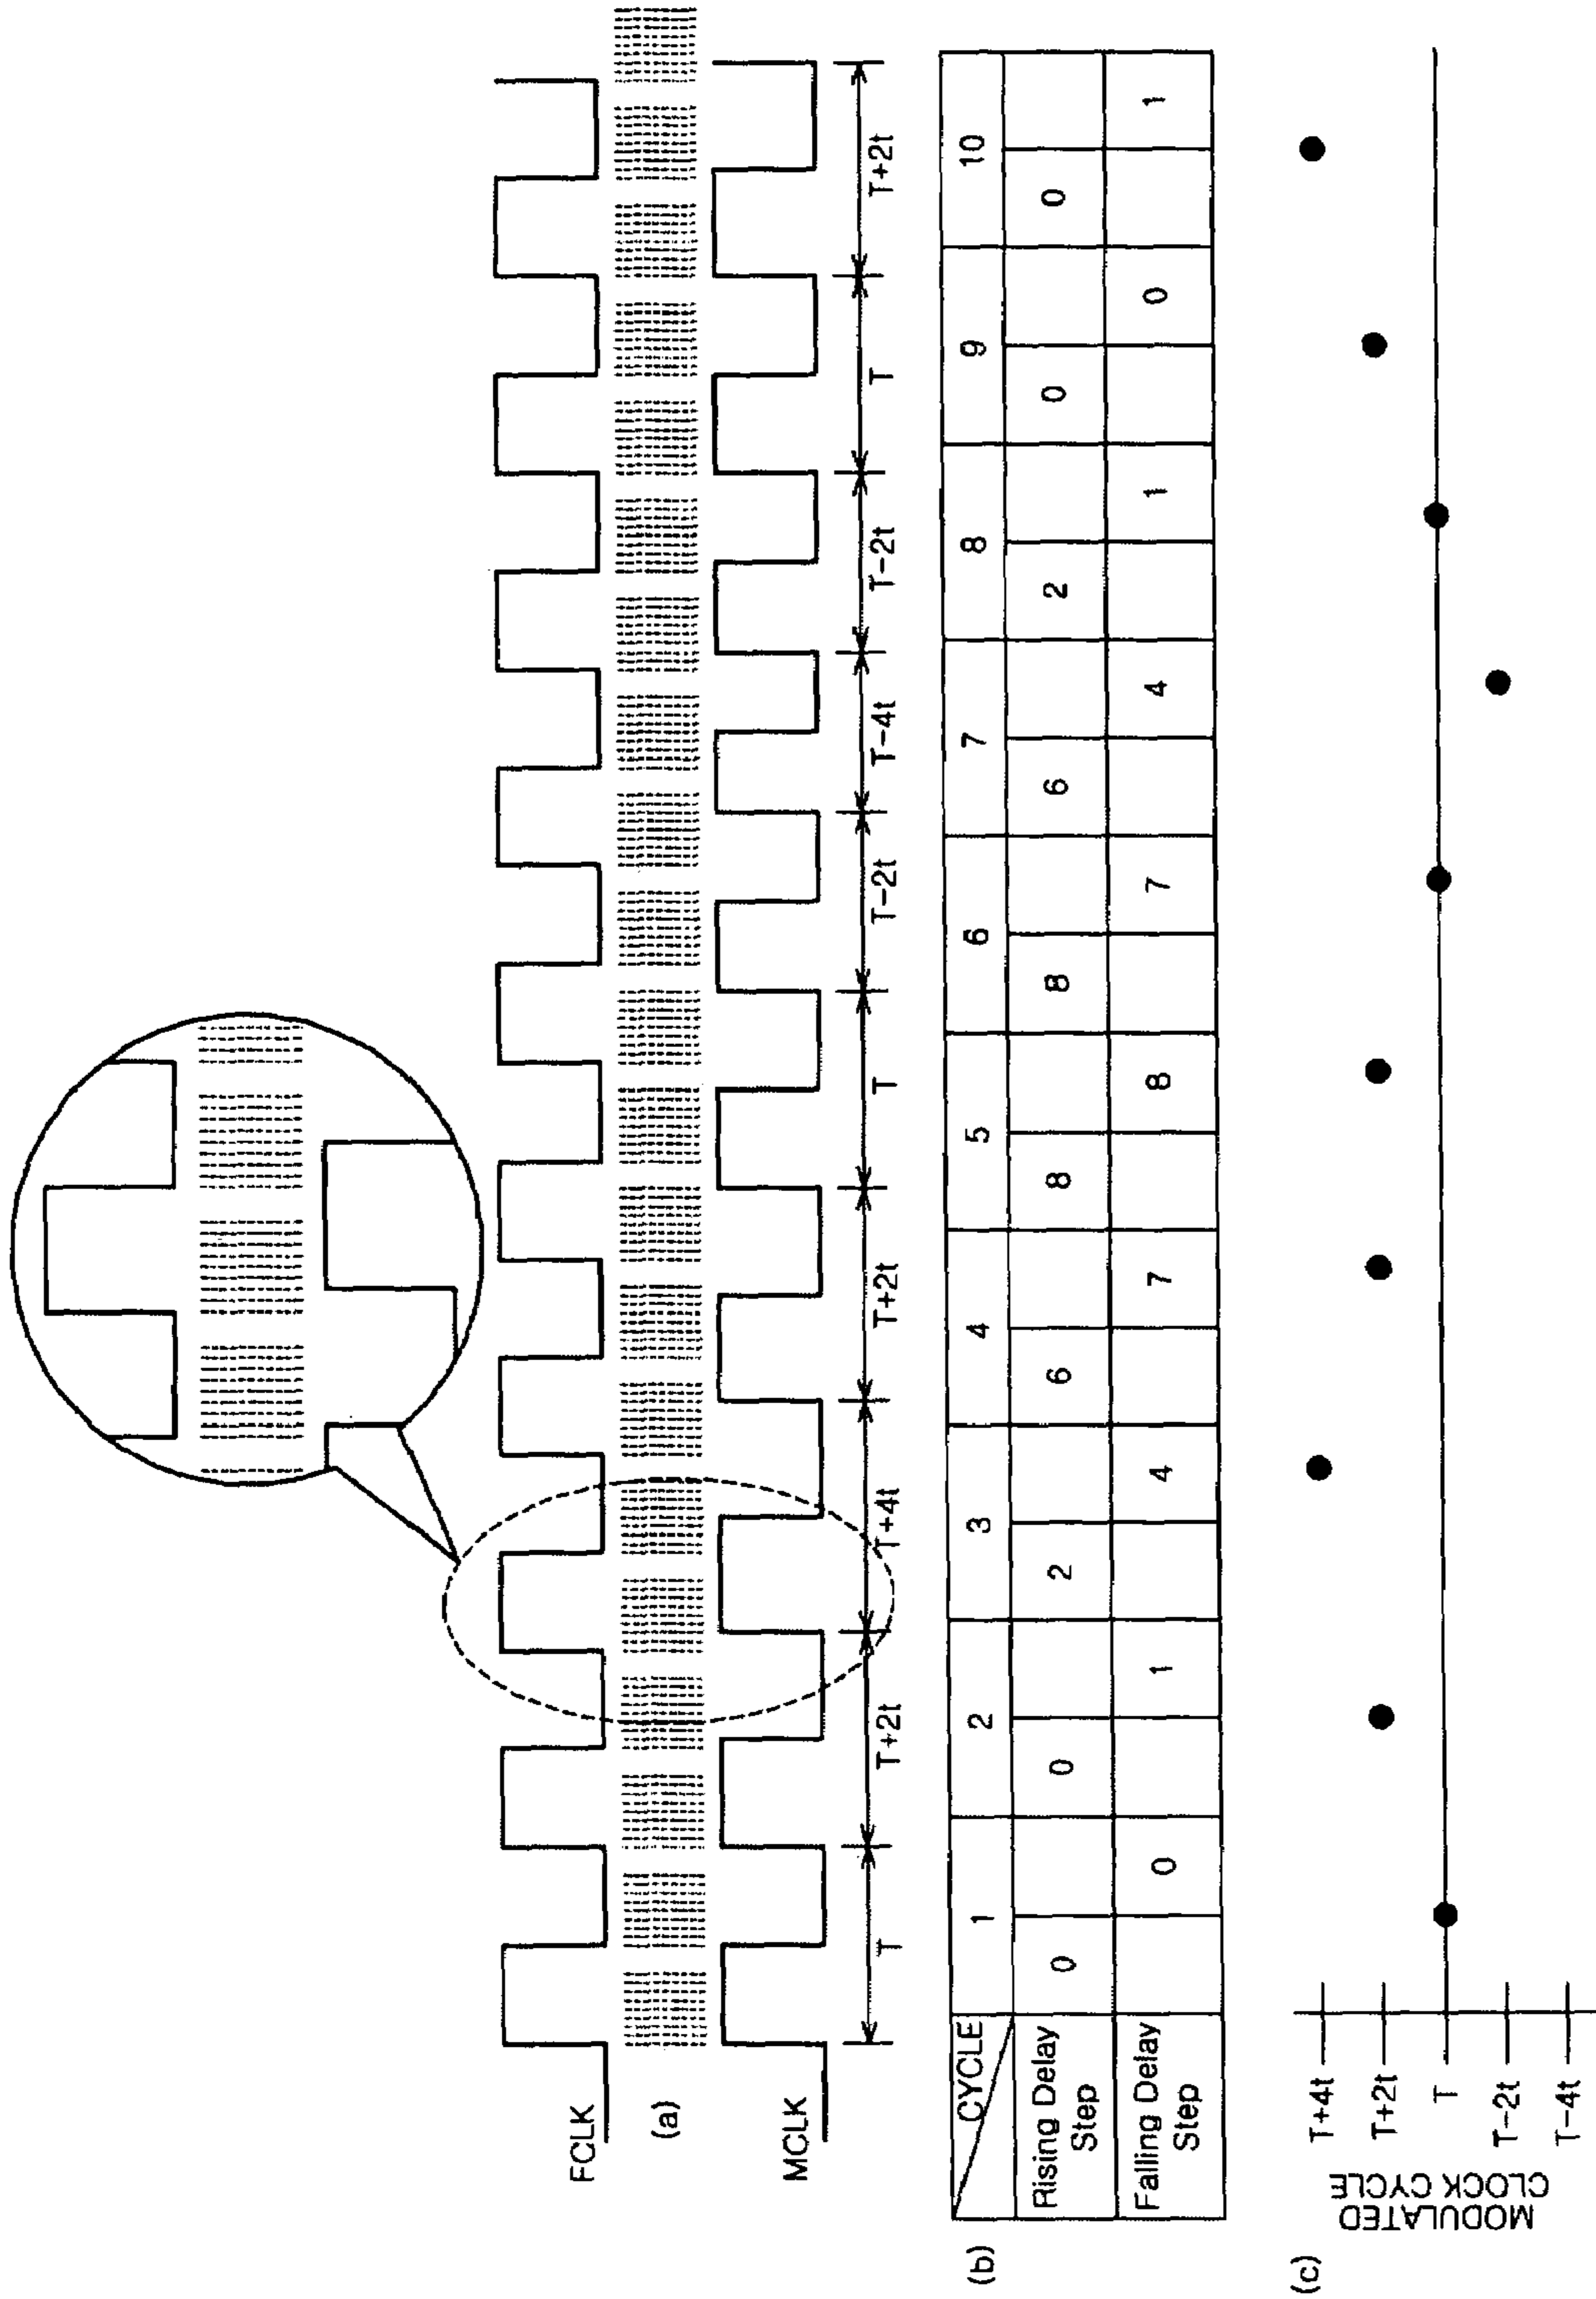 FCLK
(a)
MCLK
T T+2t T+4t T+2t T T-2t T-4t T-2t T T+2t
(b)
CYCLE 1 2 3 4 5 6 7 8 9 10
Rising Delay Step 0 0 2 6 8 8 6 2 0 0
Falling Delay Step 0 1 4 7 8 7 4 1 0 1
(c)
MODULATED
CLOCK CYCLE
T+4t
T+2t
T
T-2t
T-4t